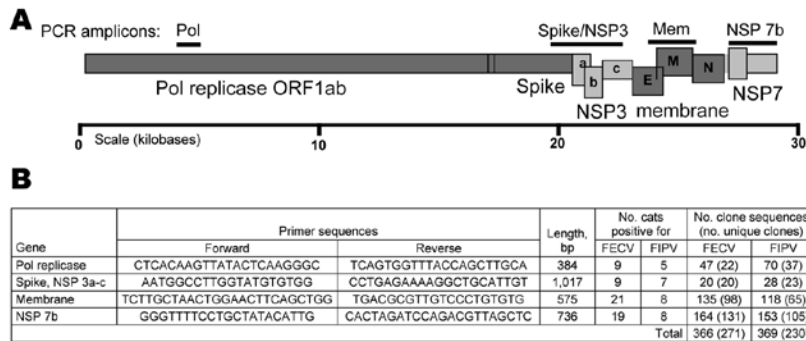 A
PCR amplicons: Pol Spike/NSP3 Mem NSP 7b
a b c E M N
Pol replicase ORF1ab Spike NSP3 membrane NSP7
0 Scale (kilobases) 10 20 30
B
Gene Primer sequences Length, bp No. cats positive for No. clone sequences (no. unique clones)
Forward Reverse FECV FIPV FECV FIPV
Pol replicase CTCACAAGTTATACTCAAGGGC TCAGTGGTTTACCAGCTTGCA 384 9 5 47 (22) 70 (37)
Spike, NSP 3a-c AATGGCCTTGGTATGTGTGG CCTGAGAAAAGGCTGCATTGT 1,017 9 7 20 (20) 28 (23)
Membrane TCTTGCTAACTGGAACTTCAGCTGG TGACGCGTTGTCCCTGTGTG 575 21 8 135 (98) 118 (65)
NSP 7b GGGTTTTCCTGCTATACATTG CACTAGATCCAGACGTTAGCTC 736 19 8 164 (131) 153 (105)
Total 366 (271) 369 (230)